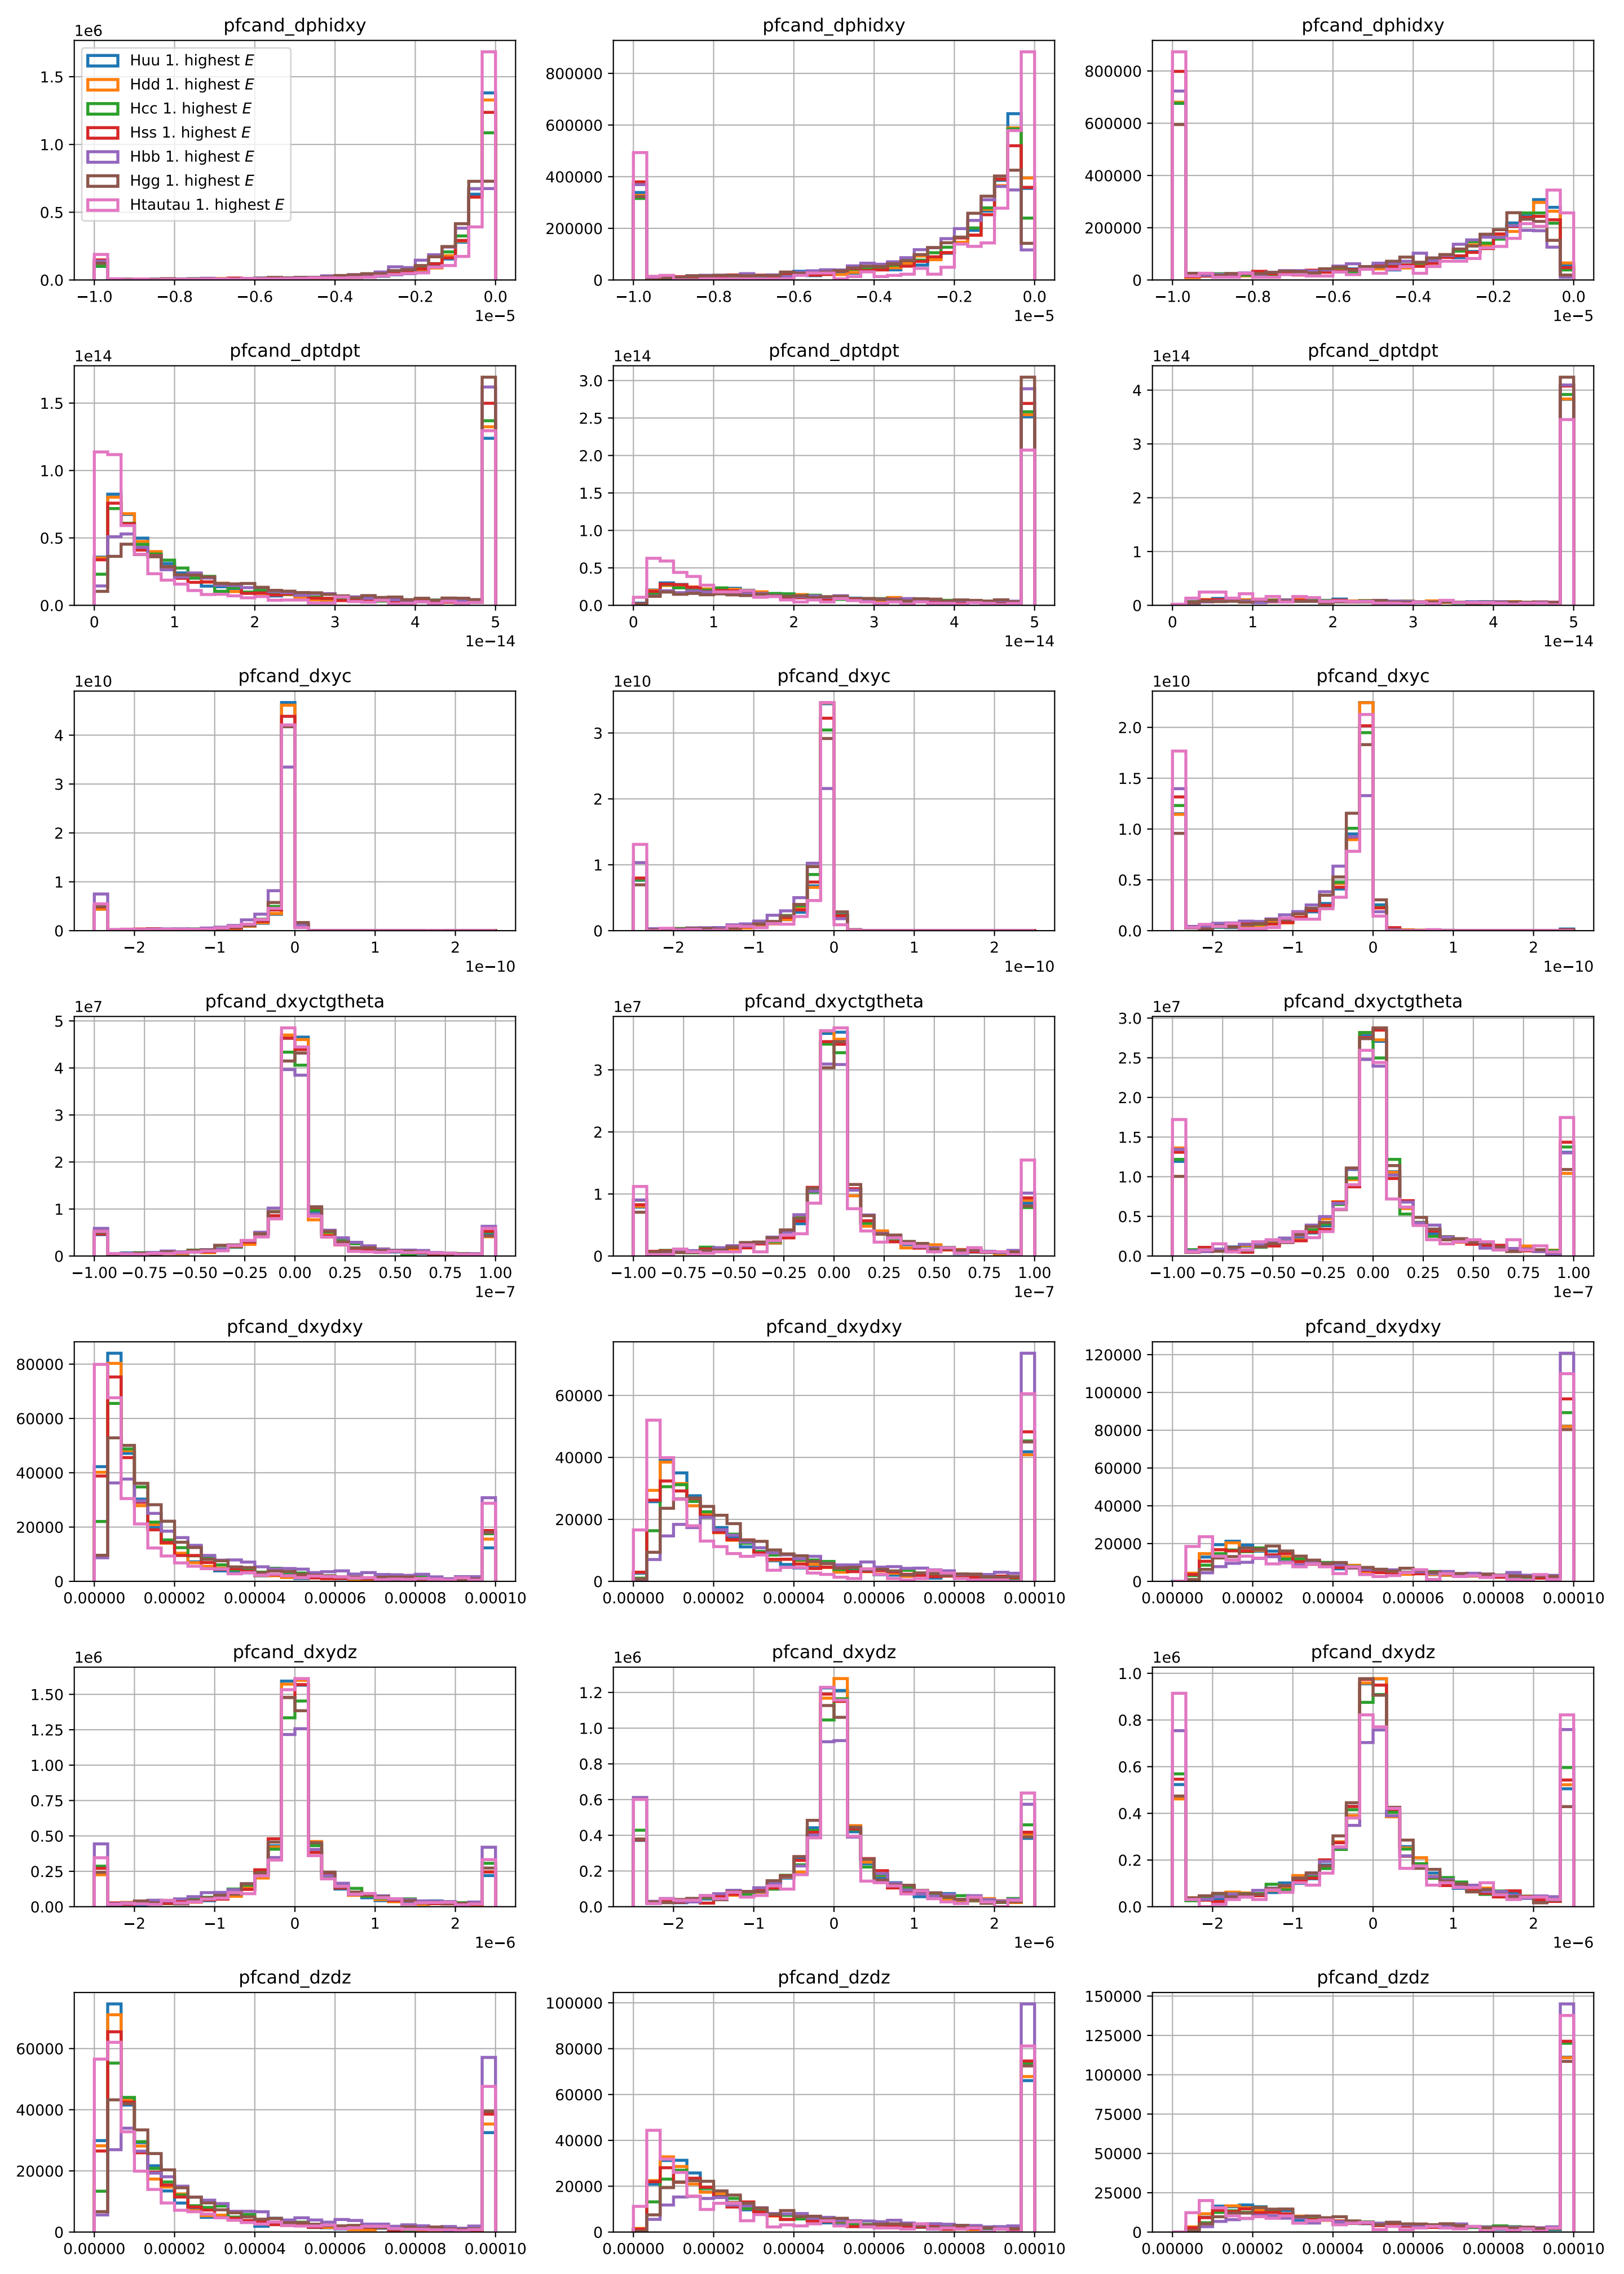 pfcand_dphidxy pfcand_dphidxy pfcand_dphidxy
1e6
Huu 1. highest E
Hdd 1. highest E
Hcc 1. highest E
Hss 1. highest E
Hbb 1. highest E
Hgg 1. highest E
Htautau 1. highest E
1.5 1.0 0.5 0.0
800000 600000 400000 200000 0
800000 600000 400000 200000 0
−1.0 −0.8 −0.6 −0.4 −0.2 0.0 −1.0 −0.8 −0.6 −0.4 −0.2 0.0 −1.0 −0.8 −0.6 −0.4 −0.2 0.0
1e−5 1e−5 1e−5
pfcand_dptdpt pfcand_dptdpt pfcand_dptdpt
1e14 1e14 1e14
1.5 1.0 0.5 0.0
3.0 2.5 2.0 1.5 1.0 0.5 0.0
4 3 2 1 0
0 1 2 3 4 5 0 1 2 3 4 5 0 1 2 3 4 5
1e−14 1e−14 1e−14
pfcand_dxyc pfcand_dxyc pfcand_dxyc
1e10 1e10 1e10
4 3 2 1 0
3 2 1 0
2.0 1.5 1.0 0.5 0.0
−2 −1 0 1 2 −2 −1 0 1 2 −2 −1 0 1 2
1e−10 1e−10 1e−10
pfcand_dxyctgtheta pfcand_dxyctgtheta pfcand_dxyctgtheta
1e7 1e7 1e7
5 4 3 2 1 0
3 2 1 0
3.0 2.5 2.0 1.5 1.0 0.5 0.0
−1.00 −0.75 −0.50 −0.25 0.00 0.25 0.50 0.75 1.00 −1.00 −0.75 −0.50 −0.25 0.00 0.25 0.50 0.75 1.00 −1.00 −0.75 −0.50 −0.25 0.00 0.25 0.50 0.75 1.00
1e−7 1e−7 1e−7
pfcand_dxydxy pfcand_dxydxy pfcand_dxydxy
80000 60000 40000 20000 0
60000 40000 20000 0
120000 100000 80000 60000 40000 20000 0
0.00000 0.00002 0.00004 0.00006 0.00008 0.00010 0.00000 0.00002 0.00004 0.00006 0.00008 0.00010 0.00000 0.00002 0.00004 0.00006 0.00008 0.00010
pfcand_dxydz pfcand_dxydz pfcand_dxydz
1e6 1e6 1e6
1.50 1.25 1.00 0.75 0.50 0.25 0.00
1.2 1.0 0.8 0.6 0.4 0.2 0.0
1.0 0.8 0.6 0.4 0.2 0.0
−2 −1 0 1 2 −2 −1 0 1 2 −2 −1 0 1 2
1e−6 1e−6 1e−6
pfcand_dzdz pfcand_dzdz pfcand_dzdz
60000 40000 20000 0
100000 80000 60000 40000 20000 0
150000 125000 100000 75000 50000 25000 0
0.00000 0.00002 0.00004 0.00006 0.00008 0.00010 0.00000 0.00002 0.00004 0.00006 0.00008 0.00010 0.00000 0.00002 0.00004 0.00006 0.00008 0.00010